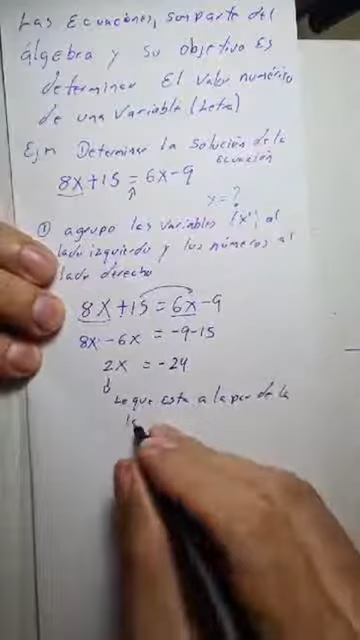 Las Ecuaciones, son parte del
álgebra y su objetivo Es
determinar El valor numérico
de una variable (Letra)
Ejm Determinar la solución de la
Ecuación
8X+15=6X-9
x=?
① agrupo las variables "x" al
lado izquierdo y los números al
lado derecho
8X+15=6X-9
8X-6X = -9-15
2X = -24
Lo que esta a la par de la